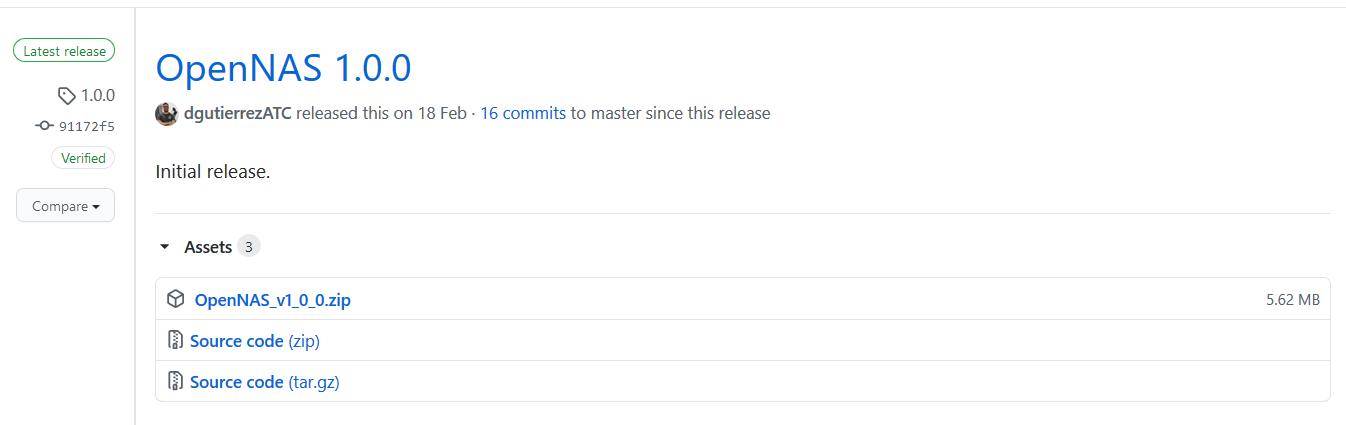 Latest release
1.0.0
91172f5
Verified
Compare
OpenNAS 1.0.0
dgutierrezATC released this on 18 Feb · 16 commits to master since this release
Initial release.
Assets 3
OpenNAS_v1_0_0.zip 5.62 MB
Source code (zip)
Source code (tar.gz)